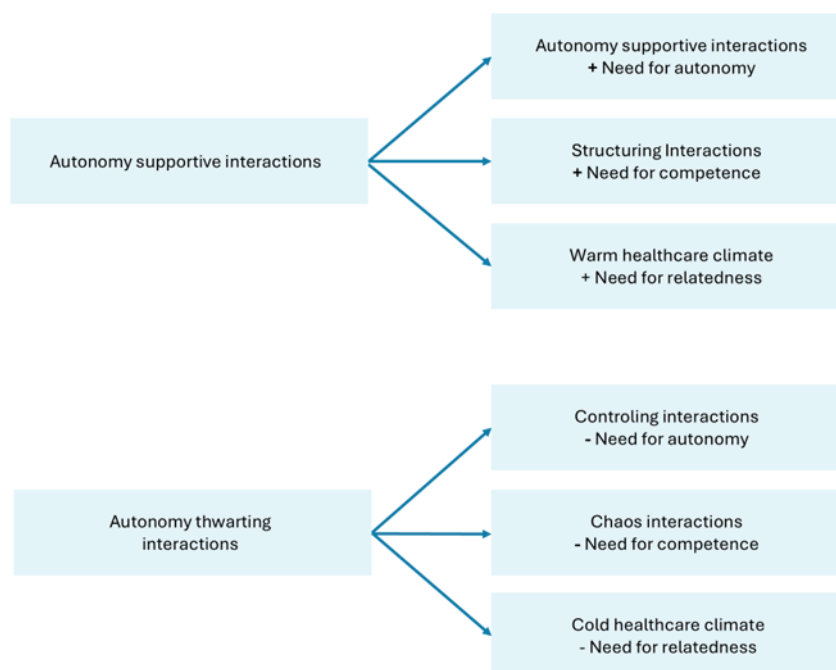 Autonomy supportive interactions
Autonomy supportive interactions
+ Need for autonomy
Structuring Interactions
+ Need for competence
Warm healthcare climate
+ Need for relatedness
Autonomy thwarting
interactions
Controling interactions
- Need for autonomy
Chaos interactions
- Need for competence
Cold healthcare climate
- Need for relatedness